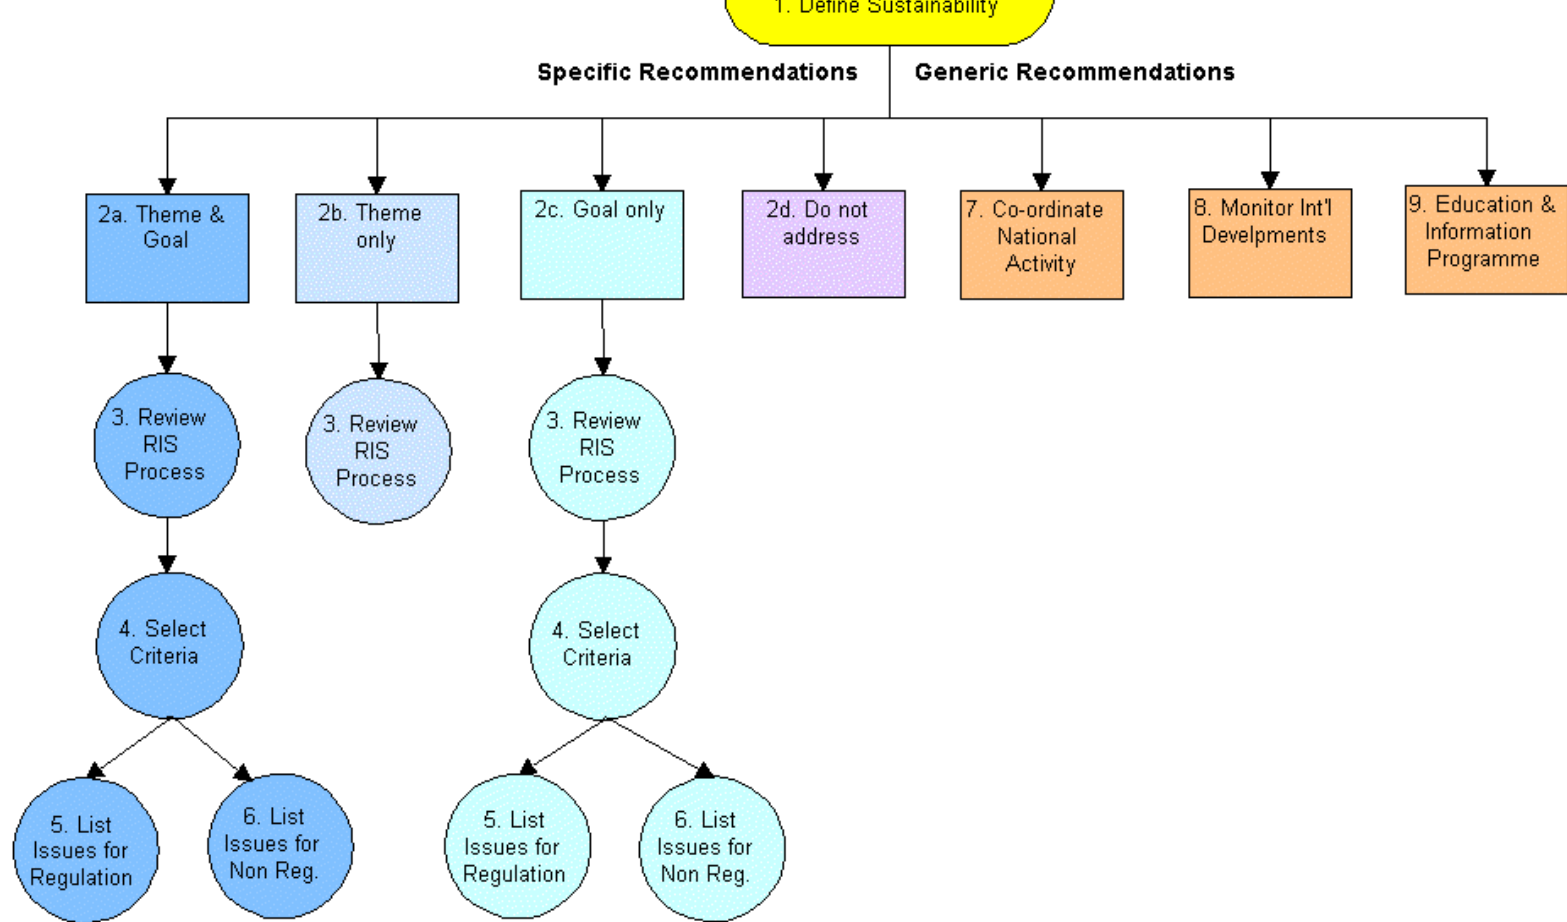 1. Define Sustainability
Specific Recommendations
Generic Recommendations
2a. Theme &
Goal
2b. Theme
only
2c. Goal only
2d. Do not
address
7. Co-ordinate
National
Activity
8. Monitor Int'l
Develpments
9. Education &
Information
Programme
3. Review
RIS
Process
3. Review
RIS
Process
3. Review
RIS
Process
4. Select
Criteria
4. Select
Criteria
5. List
Issues for
Regulation
6. List
Issues for
Non Reg.
5. List
Issues for
Regulation
6. List
Issues for
Non Reg.